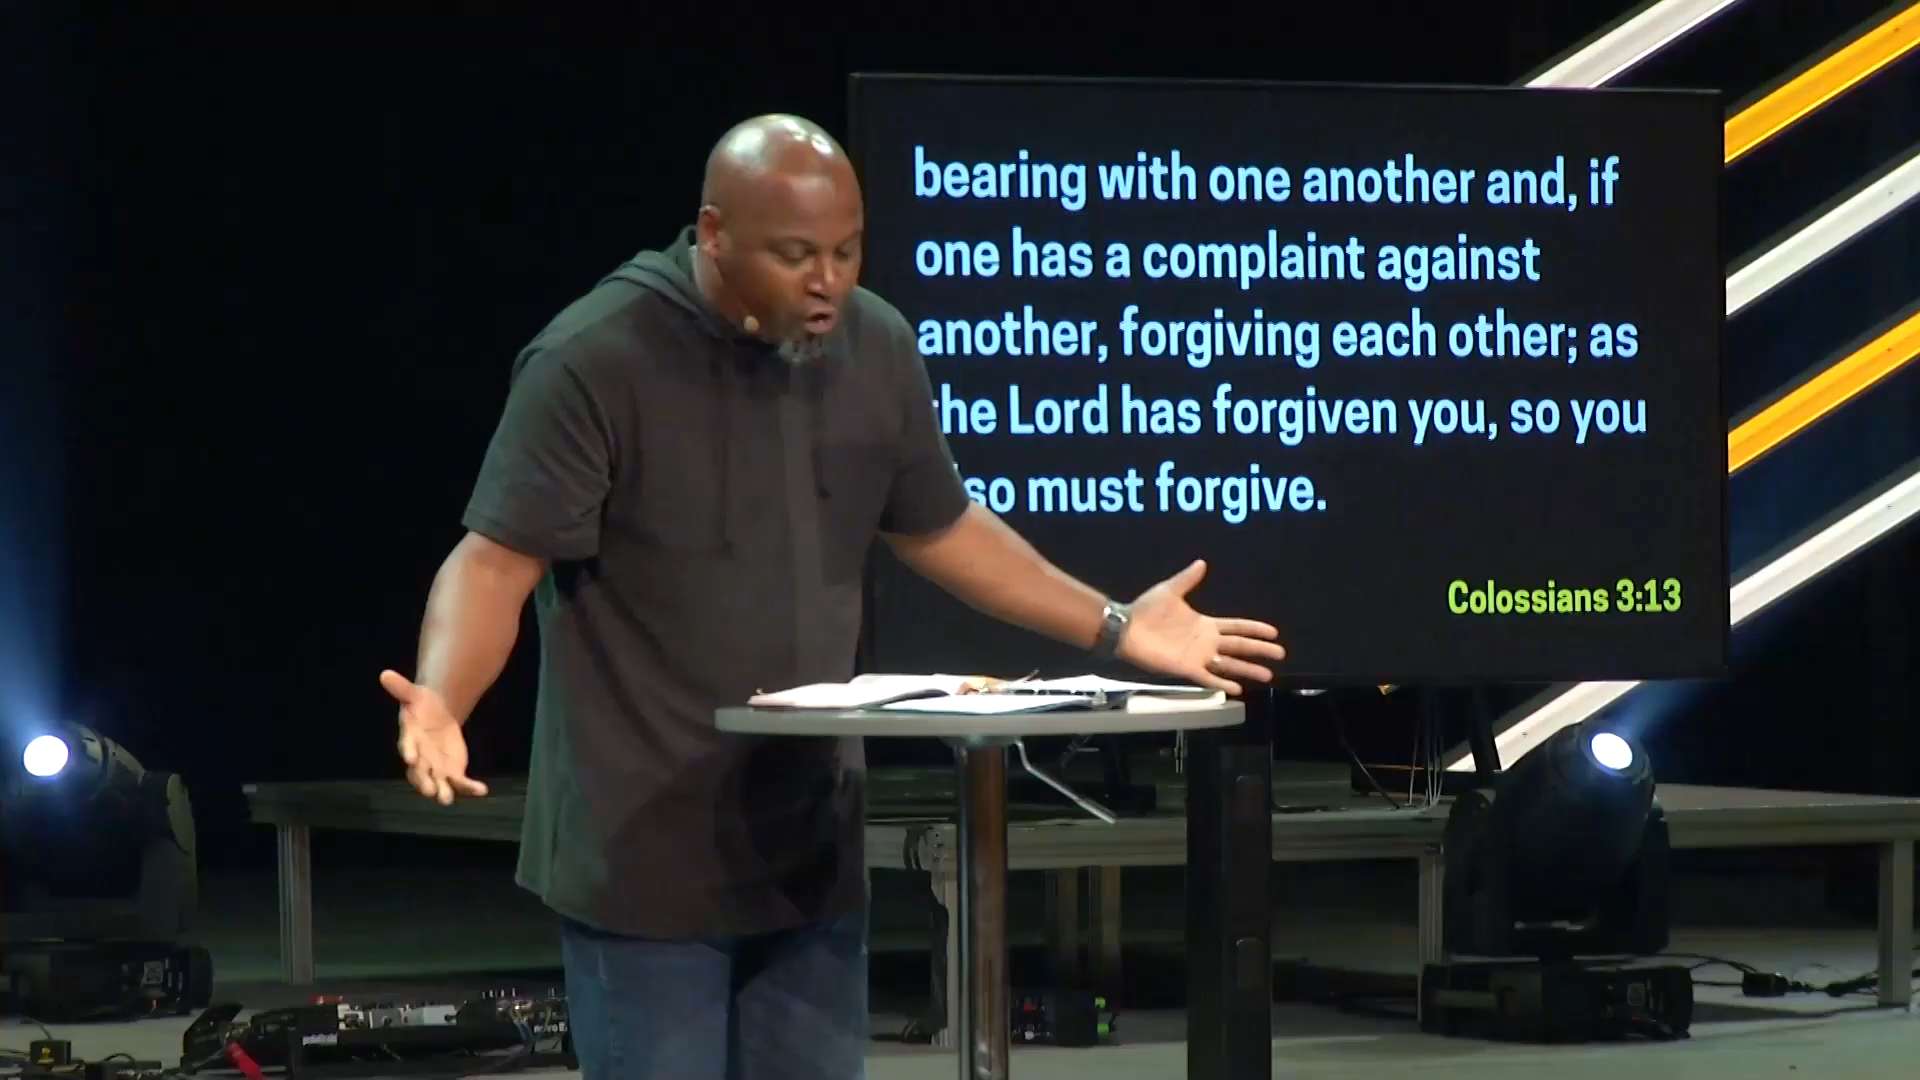 bearing with one another and, if
one has a complaint against
another, forgiving each other; as
the Lord has forgiven you, so you
so must forgive.
Colossians 3:13